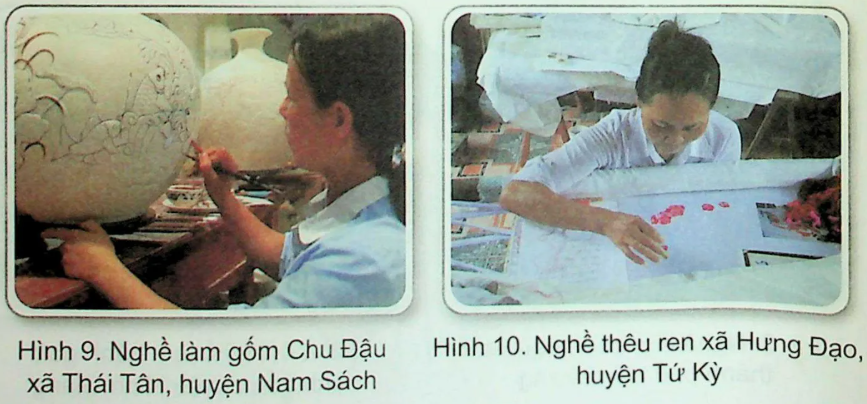 Hình 9. Nghề làm gốm Chu Đậu
xã Thái Tân, huyện Nam Sách
Hình 10. Nghề thêu ren xã Hưng Đạo,
huyện Tứ Kỳ